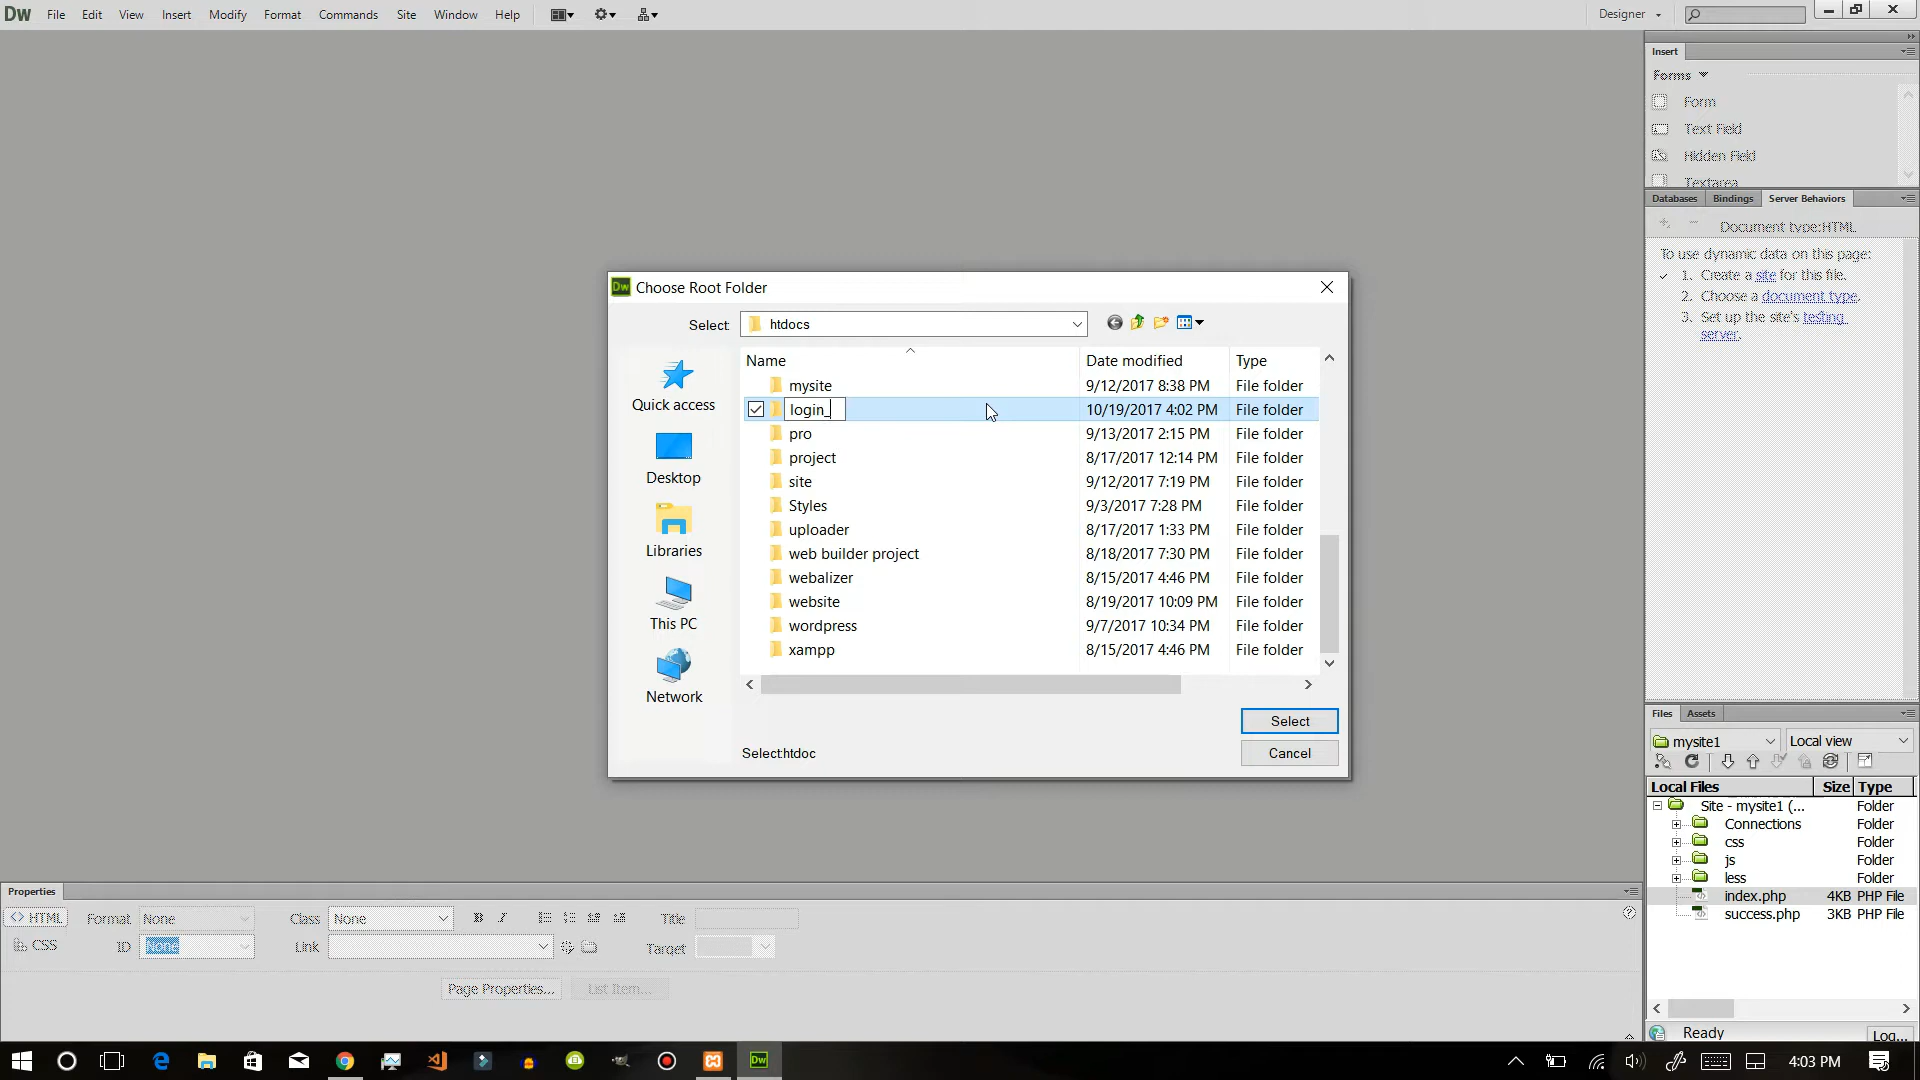 Dw File Edit View Insert Modify Format Commands Site Window Help Designer
Insert
Forms
Form
Text Field
Hidden Field
Textarea
Databases Bindings Server Behaviors
Document type:HTML
To use dynamic data on this page:
1. Create a site for this file.
2. Choose a document type.
3. Set up the site's testing
server.
Dw Choose Root Folder
Select: htdocs
Quick access
Desktop
Libraries
This PC
Network
Name Date modified Type
mysite 9/12/2017 8:38 PM File folder
login_ 10/19/2017 4:02 PM File folder
pro 9/13/2017 2:15 PM File folder
project 8/17/2017 12:14 PM File folder
site 9/12/2017 7:19 PM File folder
Styles 9/3/2017 7:28 PM File folder
uploader 8/17/2017 1:33 PM File folder
web builder project 8/18/2017 7:30 PM File folder
webalizer 8/15/2017 4:46 PM File folder
website 8/19/2017 10:09 PM File folder
wordpress 9/7/2017 10:34 PM File folder
xampp 8/15/2017 4:46 PM File folder
Select
Select:htdoc Cancel
Files Assets
mysite1 Local view
Local Files Size Type
Site - mysite1 (... Folder
Connections Folder
css Folder
js Folder
less Folder
index.php 4KB PHP File
success.php 3KB PHP File
Ready Log...
Properties
<> HTML Format None Class None B I Title
CSS ID None Link Target
Page Properties... List Item...
Dw 4:03 PM